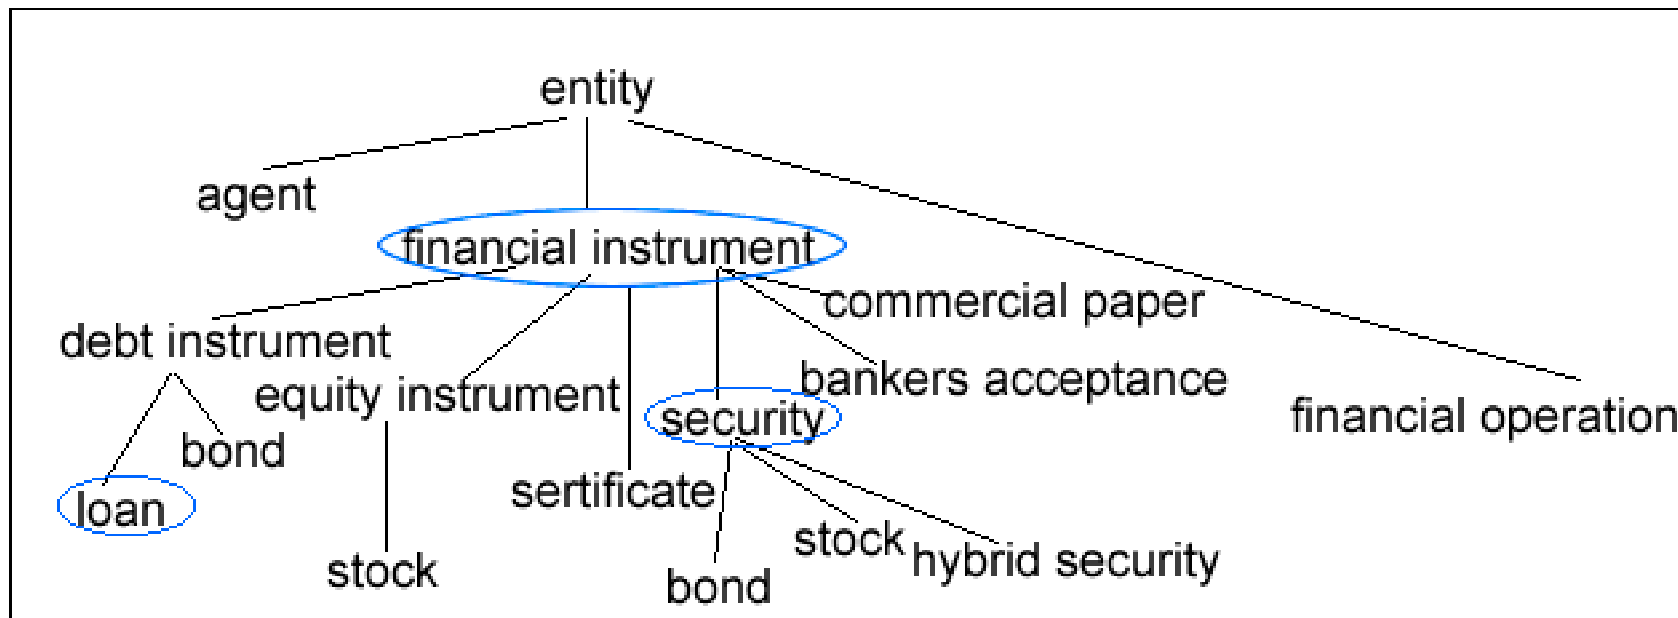 entity
agent
financial instrument
commercial paper
debt instrument
bankers acceptance
equity instrument
security
financial operation
bond
sertificate
loan
stock
hybrid security
stock
bond